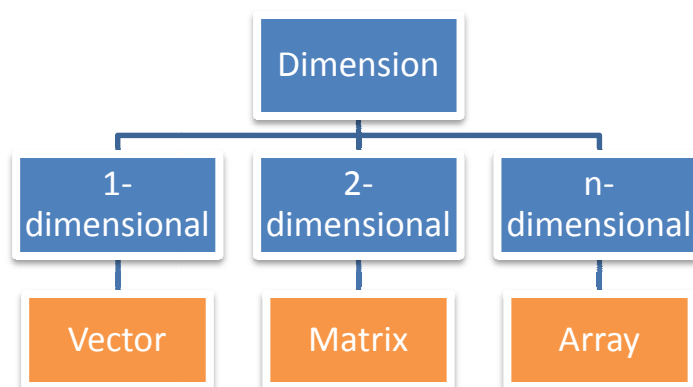 Dimension
1-
dimensional
2-
dimensional
n-
dimensional
Vector
Matrix
Array